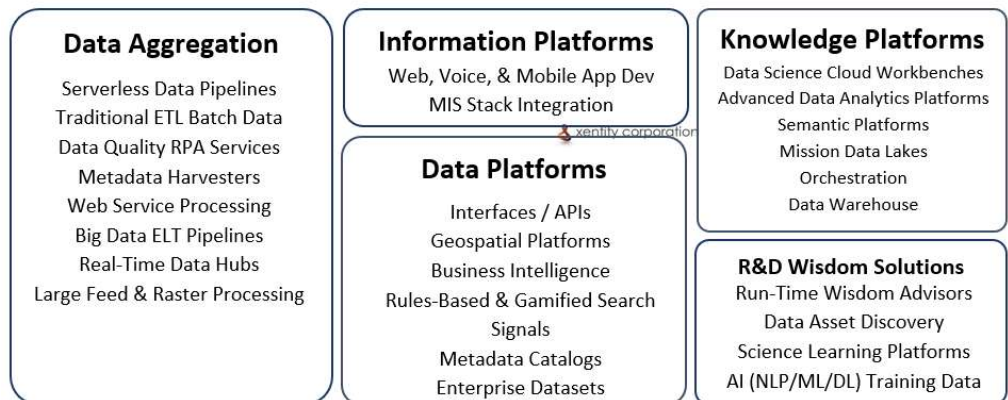 Data Aggregation
Serverless Data Pipelines
Traditional ETL Batch Data
Data Quality RPA Services
Metadata Harvesters
Web Service Processing
Big Data ELT Pipelines
Real-Time Data Hubs
Large Feed & Raster Processing
Information Platforms
Web, Voice, & Mobile App Dev
MIS Stack Integration
xentity corporation
Data Platforms
Interfaces / APIs
Geospatial Platforms
Business Intelligence
Rules-Based & Gamified Search
Signals
Metadata Catalogs
Enterprise Datasets
Knowledge Platforms
Data Science Cloud Workbenches
Advanced Data Analytics Platforms
Semantic Platforms
Mission Data Lakes
Orchestration
Data Warehouse
R&D Wisdom Solutions
Run-Time Wisdom Advisors
Data Asset Discovery
Science Learning Platforms
AI (NLP/ML/DL) Training Data